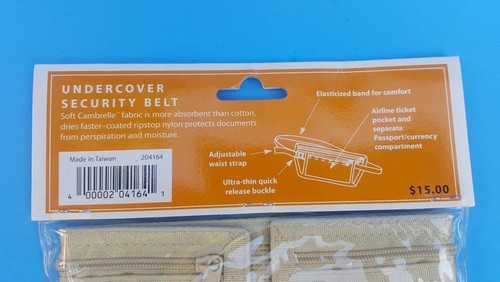 UNDERCOVER
SECURITY BELT
Soft Cambrelle™ fabric is more absorbent than cotton,
dries faster-coated ripstop nylon protects documents
from perspiration and moisture.
Made in Taiwan 204164
4 00002 04164 1
Elasticized band for comfort
Airline ticket
pocket and
separate
Passport/currency
compartment
Adjustable
waist strap
Ultra-thin quick
release buckle
$15.00